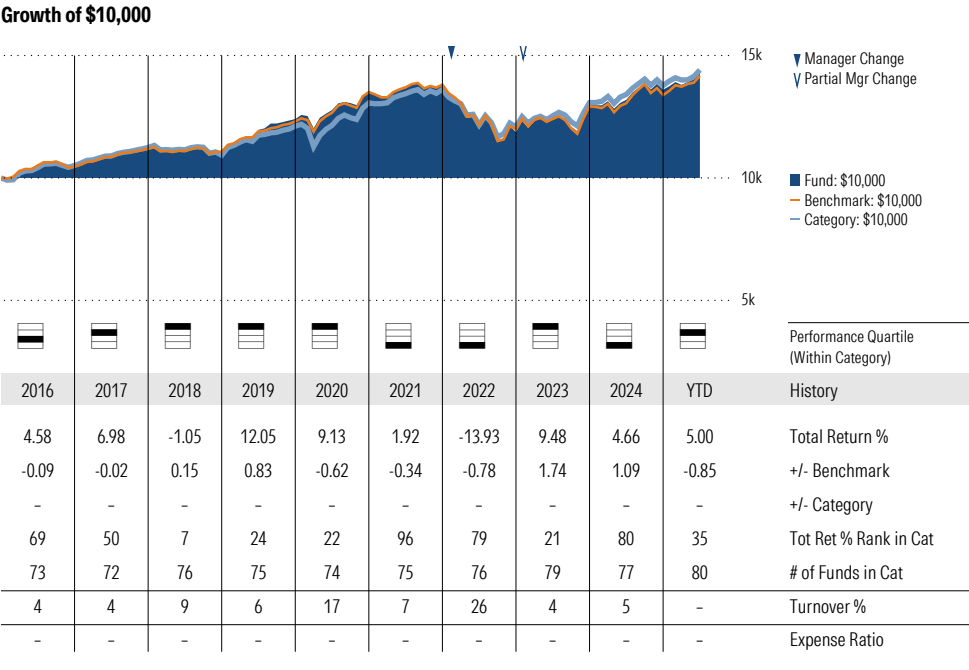 Growth of $10,000
15k
Manager Change
Partial Mgr Change
10k
Fund: $10,000
Benchmark: $10,000
Category: $10,000
5k
Performance Quartile
(Within Category)
2016 2017 2018 2019 2020 2021 2022 2023 2024 YTD History
4.58 6.98 -1.05 12.05 9.13 1.92 -13.93 9.48 4.66 5.00 Total Return %
-0.09 -0.02 0.15 0.83 -0.62 -0.34 -0.78 1.74 1.09 -0.85 +/- Benchmark
– – – – – – – – – – +/- Category
69 50 7 24 22 96 79 21 80 35 Tot Ret % Rank in Cat
73 72 76 75 74 75 76 79 77 80 # of Funds in Cat
4 4 9 6 17 7 26 4 5 – Turnover %
– – – – – – – – – – Expense Ratio